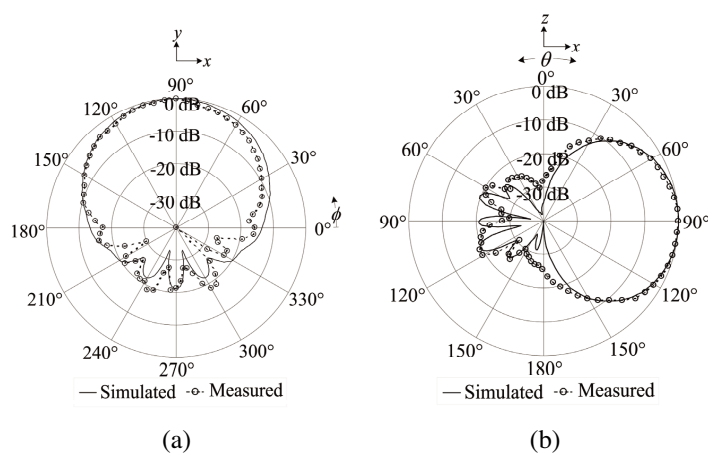 y
x
90°
0 dB
120°
60°
-10 dB
150°
30°
-20 dB
-30 dB
180°
0°
ϕ
210°
330°
240°
300°
270°
Simulated
Measured
(a)
z
x
θ
0°
0 dB
30°
30°
-10 dB
60°
60°
-20 dB
-30 dB
90°
90°
120°
120°
150°
150°
180°
Simulated
Measured
(b)